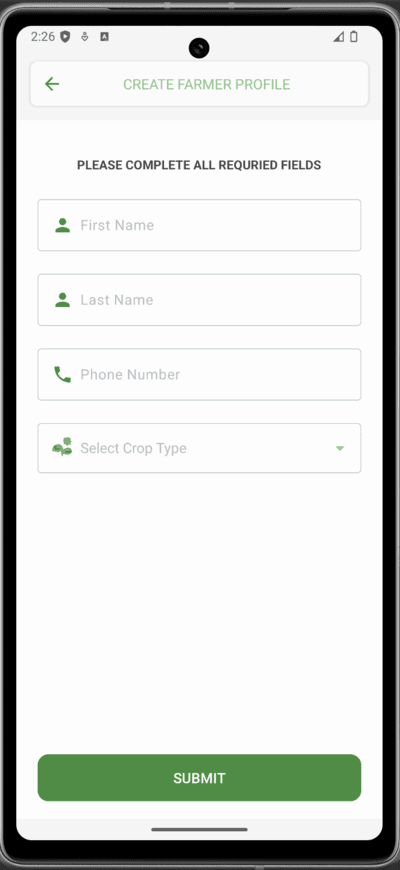 2:26
CREATE FARMER PROFILE
PLEASE COMPLETE ALL REQURIED FIELDS
First Name
Last Name
Phone Number
Select Crop Type
SUBMIT